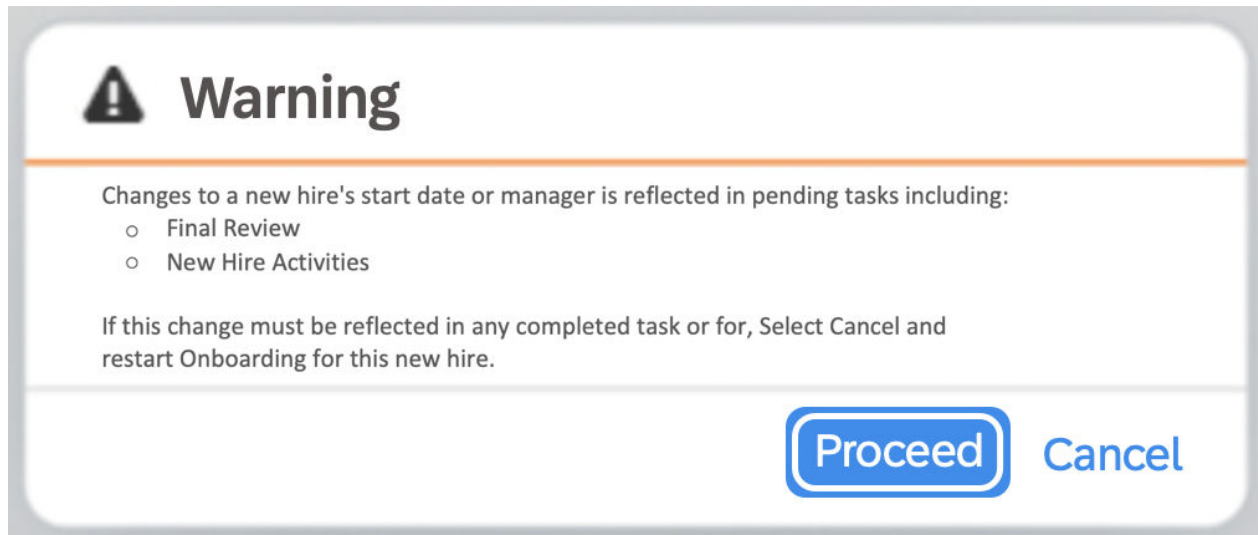 Warning
Changes to a new hire's start date or manager is reflected in pending tasks including:
○ Final Review
○ New Hire Activities
If this change must be reflected in any completed task or for, Select Cancel and
restart Onboarding for this new hire.
Proceed Cancel